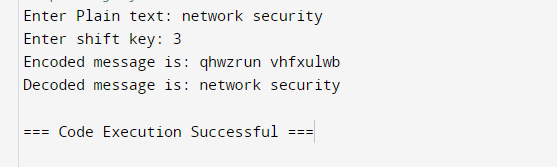 Enter Plain text: network security
Enter shift key: 3
Encoded message is: qhwzrun vhfxulwb
Decoded message is: network security
=== Code Execution Successful ===